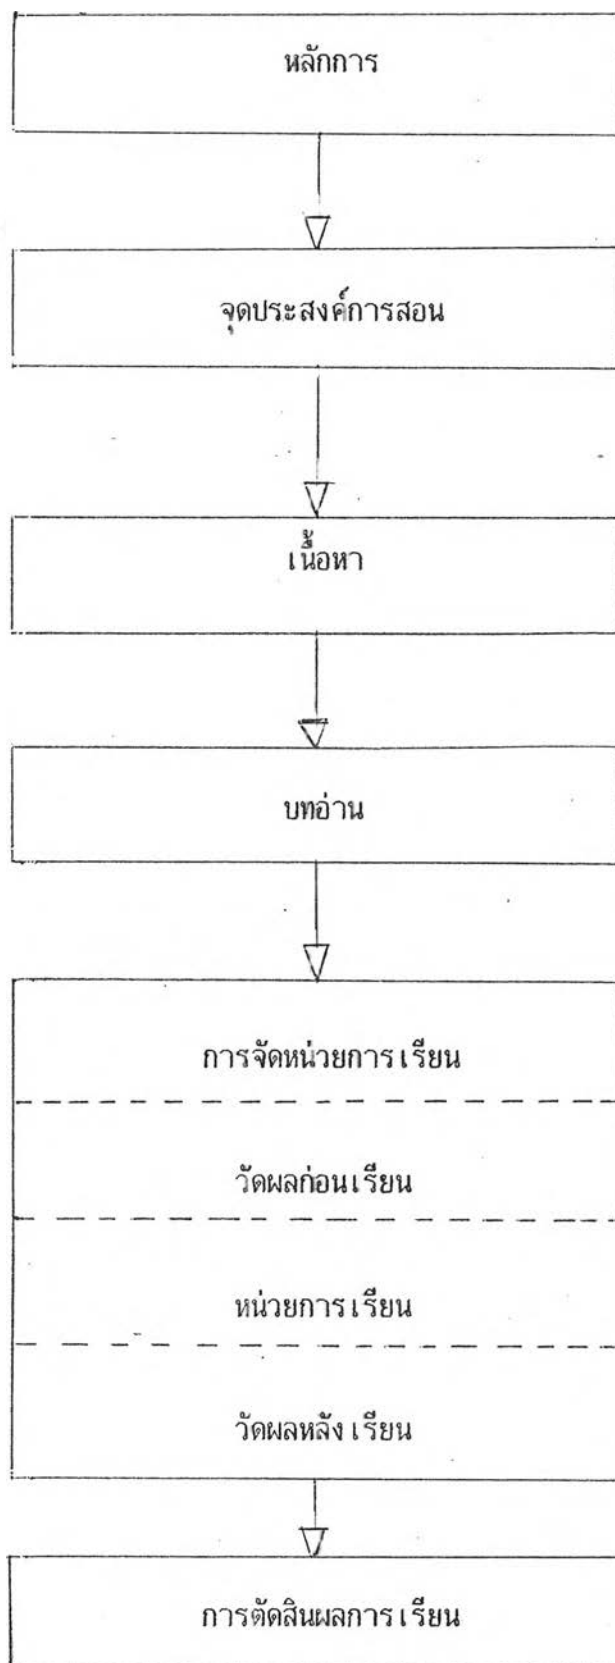 หลักการ
จุดประสงค์การสอน
เนื้อหา
บทอ่าน
การจัดหน่วยการเรียน
วัดผลก่อนเรียน
หน่วยการเรียน
วัดผลหลังเรียน
การตัดสินผลการเรียน